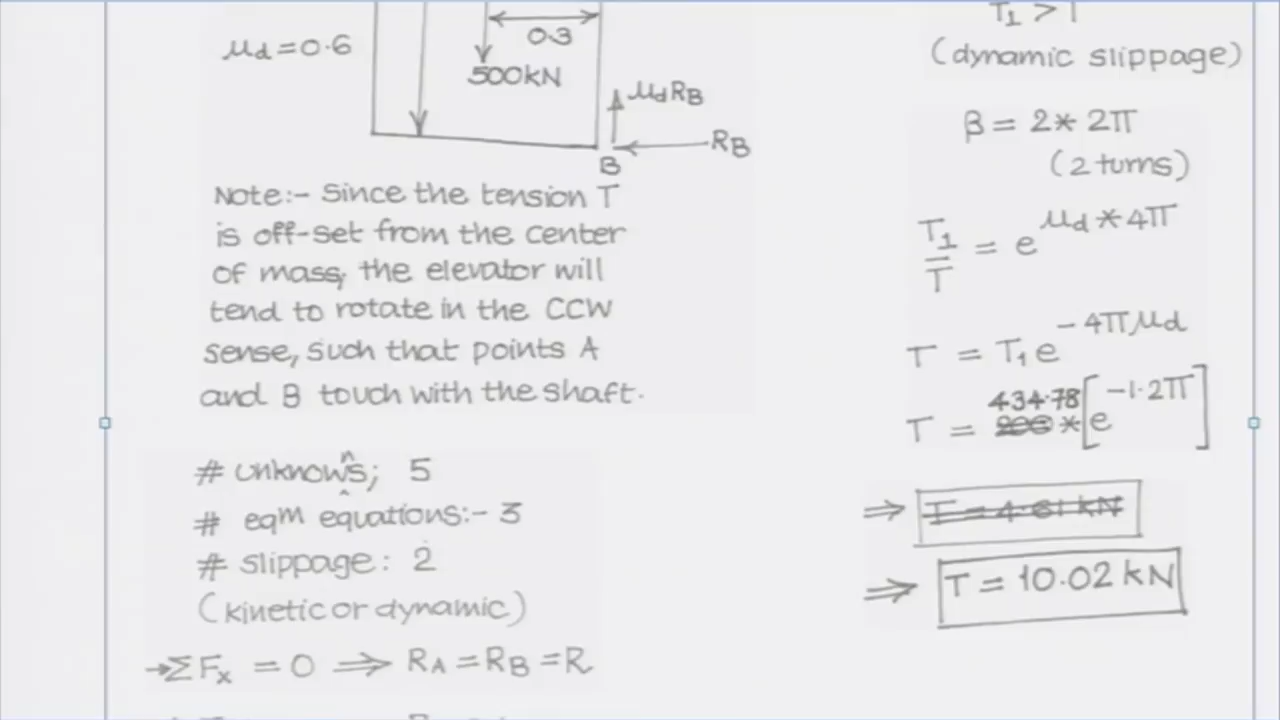 μd = 0.6
0.3
500kN
μdRB
RB
B
Note:- Since the tension T
is off-set from the center
of mass, the elevator will
tend to rotate in the CCW
sense, such that points A
and B touch with the shaft.
# unknows; 5
n
# eqm equations:- 3
# slippage: 2
(kinetic or dynamic)
→ΣFx = 0 ⟹ RA = RB = R
T1 > T
(dynamic slippage)
β = 2* 2π
(2 turns)
T1/T = e^μd*4π
T = T1 e^-4πμd
434.78
T = 200 * [e^-1.2π]
⟹ T = 4.61 kN
⟹ T = 10.02 kN